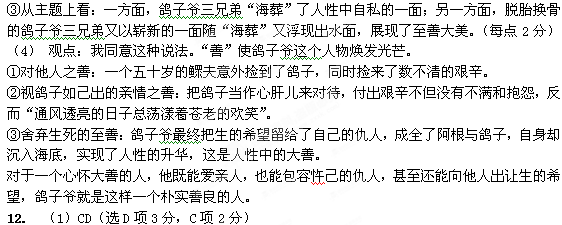 ③从主题上看：一方面，鸽子爷三兄弟“海葬”了人性中自私的一面；另一方面，脱胎换骨
的鸽子爷三兄弟又以崭新的一面随“海葬”又浮现出水面，展现了至善大美。（每点 2 分）
（4） 观点：我同意这种说法。“善”使鸽子爷这个人物焕发光芒。
①对他人之善：一个五十岁的鳏夫意外捡到了鸽子，同时捡来了数不清的艰辛。
②视鸽子如己出的亲情之善：把鸽子当作心肝儿来对待，付出艰辛不但没有不满和抱怨，反
而“通风透亮的日子总荡漾着苍老的欢笑”。
③舍弃生死的至善：鸽子爷最终把生的希望留给了自己的仇人，成全了阿根与鸽子，自身却
沉入海底，实现了人性的升华，这是人性中的大善。
对于一个心怀大善的人，他既能爱亲人，也能包容性己的仇人，甚至还能向他人出让生的希
望，鸽子爷就是这样一个朴实善良的人。
12. （1）CD（选 D 项 3 分，C 项 2 分）